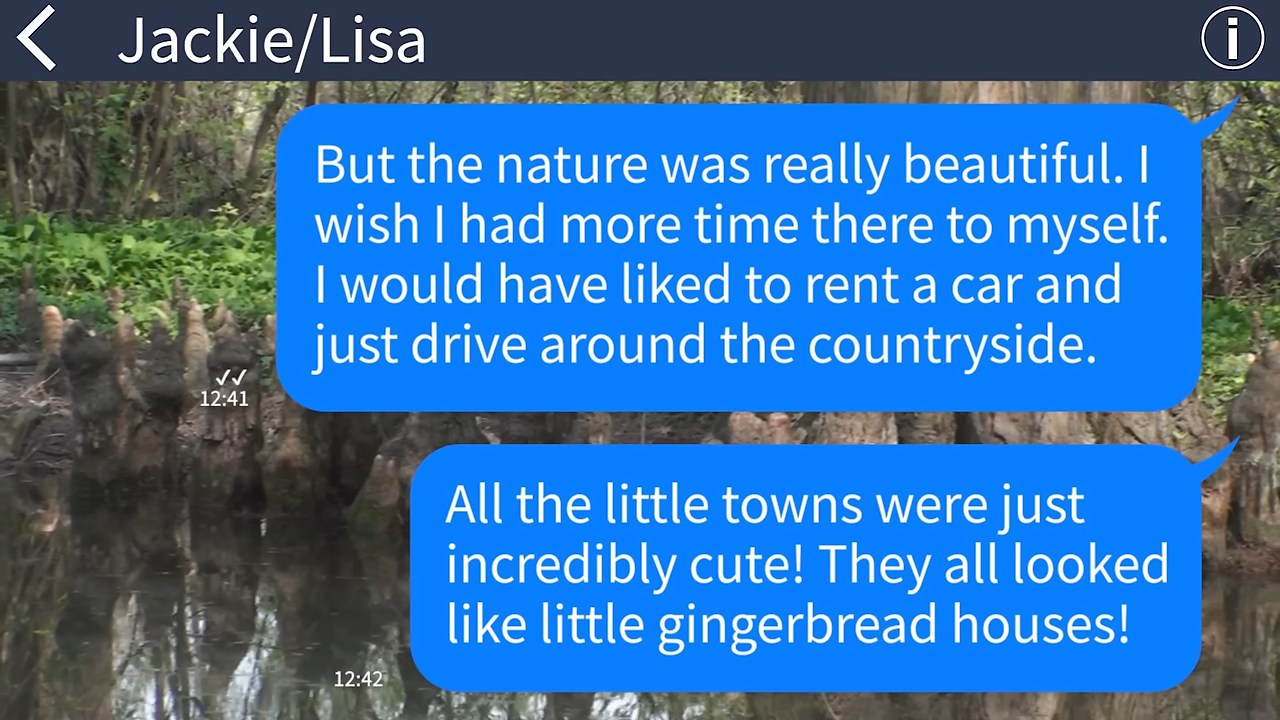 Jackie/Lisa
But the nature was really beautiful. I
wish I had more time there to myself.
I would have liked to rent a car and
just drive around the countryside.
12:41
All the little towns were just
incredibly cute! They all looked
like little gingerbread houses!
12:42